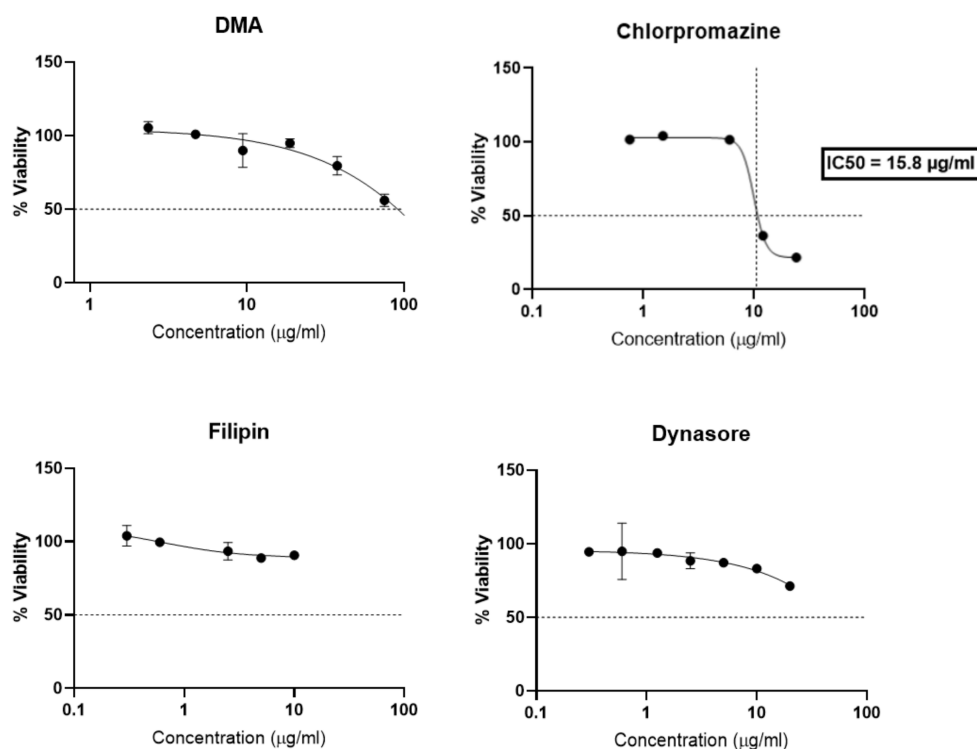 DMA
150
100
50
0
% Viability
1 10 100
Concentration (μg/ml)
Chlorpromazine
150
100
50
0
% Viability
0.1 1 10 100
Concentration (μg/ml)
IC50 = 15.8 μg/ml
Filipin
150
100
50
0
% Viability
0.1 1 10 100
Concentration (μg/ml)
Dynasore
150
100
50
0
% Viability
0.1 1 10 100
Concentration (μg/ml)